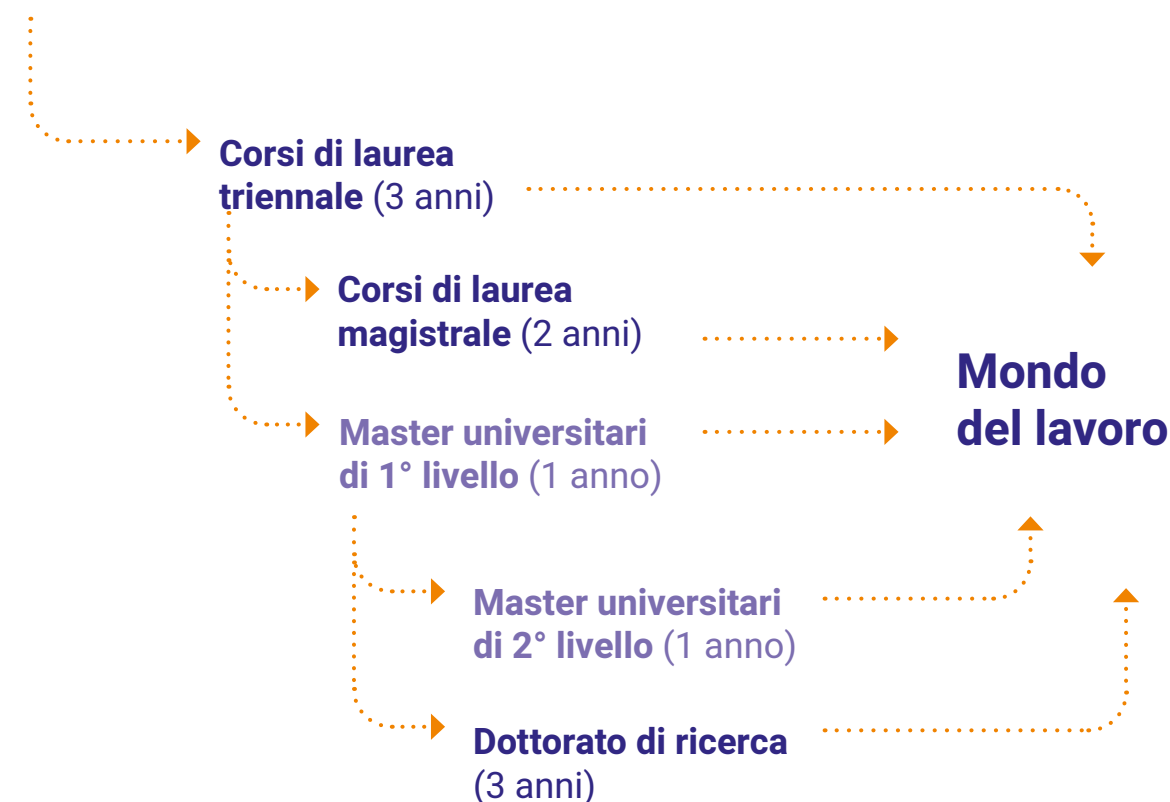 Corsi di laurea
triennale (3 anni)
Corsi di laurea
magistrale (2 anni)
Mondo
del lavoro
Master universitari
di 1° livello (1 anno)
Master universitari
di 2° livello (1 anno)
Dottorato di ricerca
(3 anni)